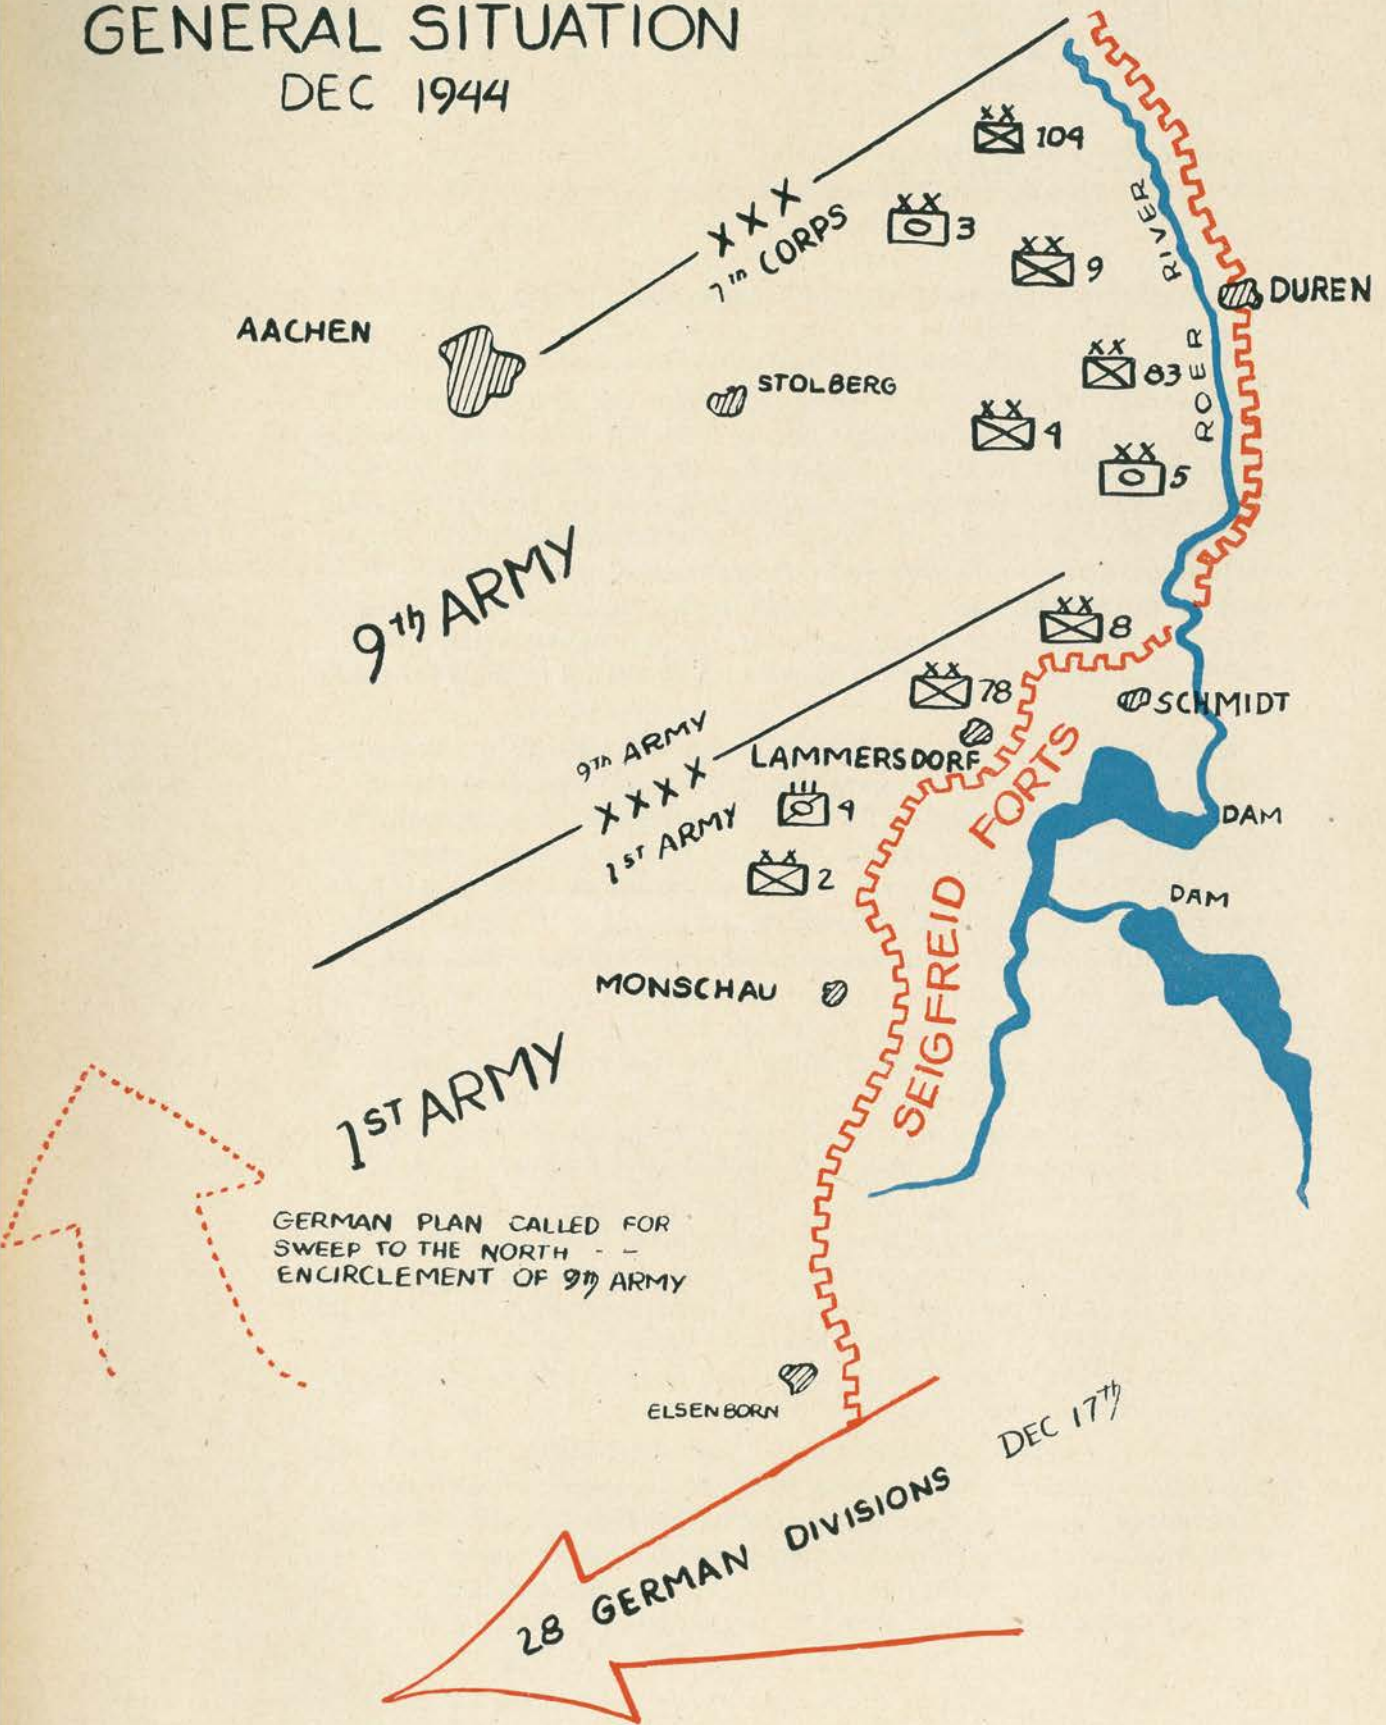 GENERAL SITUATION
DEC 1944
XX
104
XXX
7TH CORPS
XX
3
XX
9
RIVER
DUREN
AACHEN
XX
83
ROER
STOLBERG
XX
4
XX
5
9th ARMY
XX
8
XX
78
SCHMIDT
9TH ARMY
XXXX
1ST ARMY
LAMMERSDORF
4
XX
2
SEIGFREID FORTS
DAM
DAM
MONSCHAU
1ST ARMY
GERMAN PLAN CALLED FOR
SWEEP TO THE NORTH - -
ENCIRCLEMENT OF 9th ARMY
ELSENBORN
DEC 17th
28 GERMAN DIVISIONS